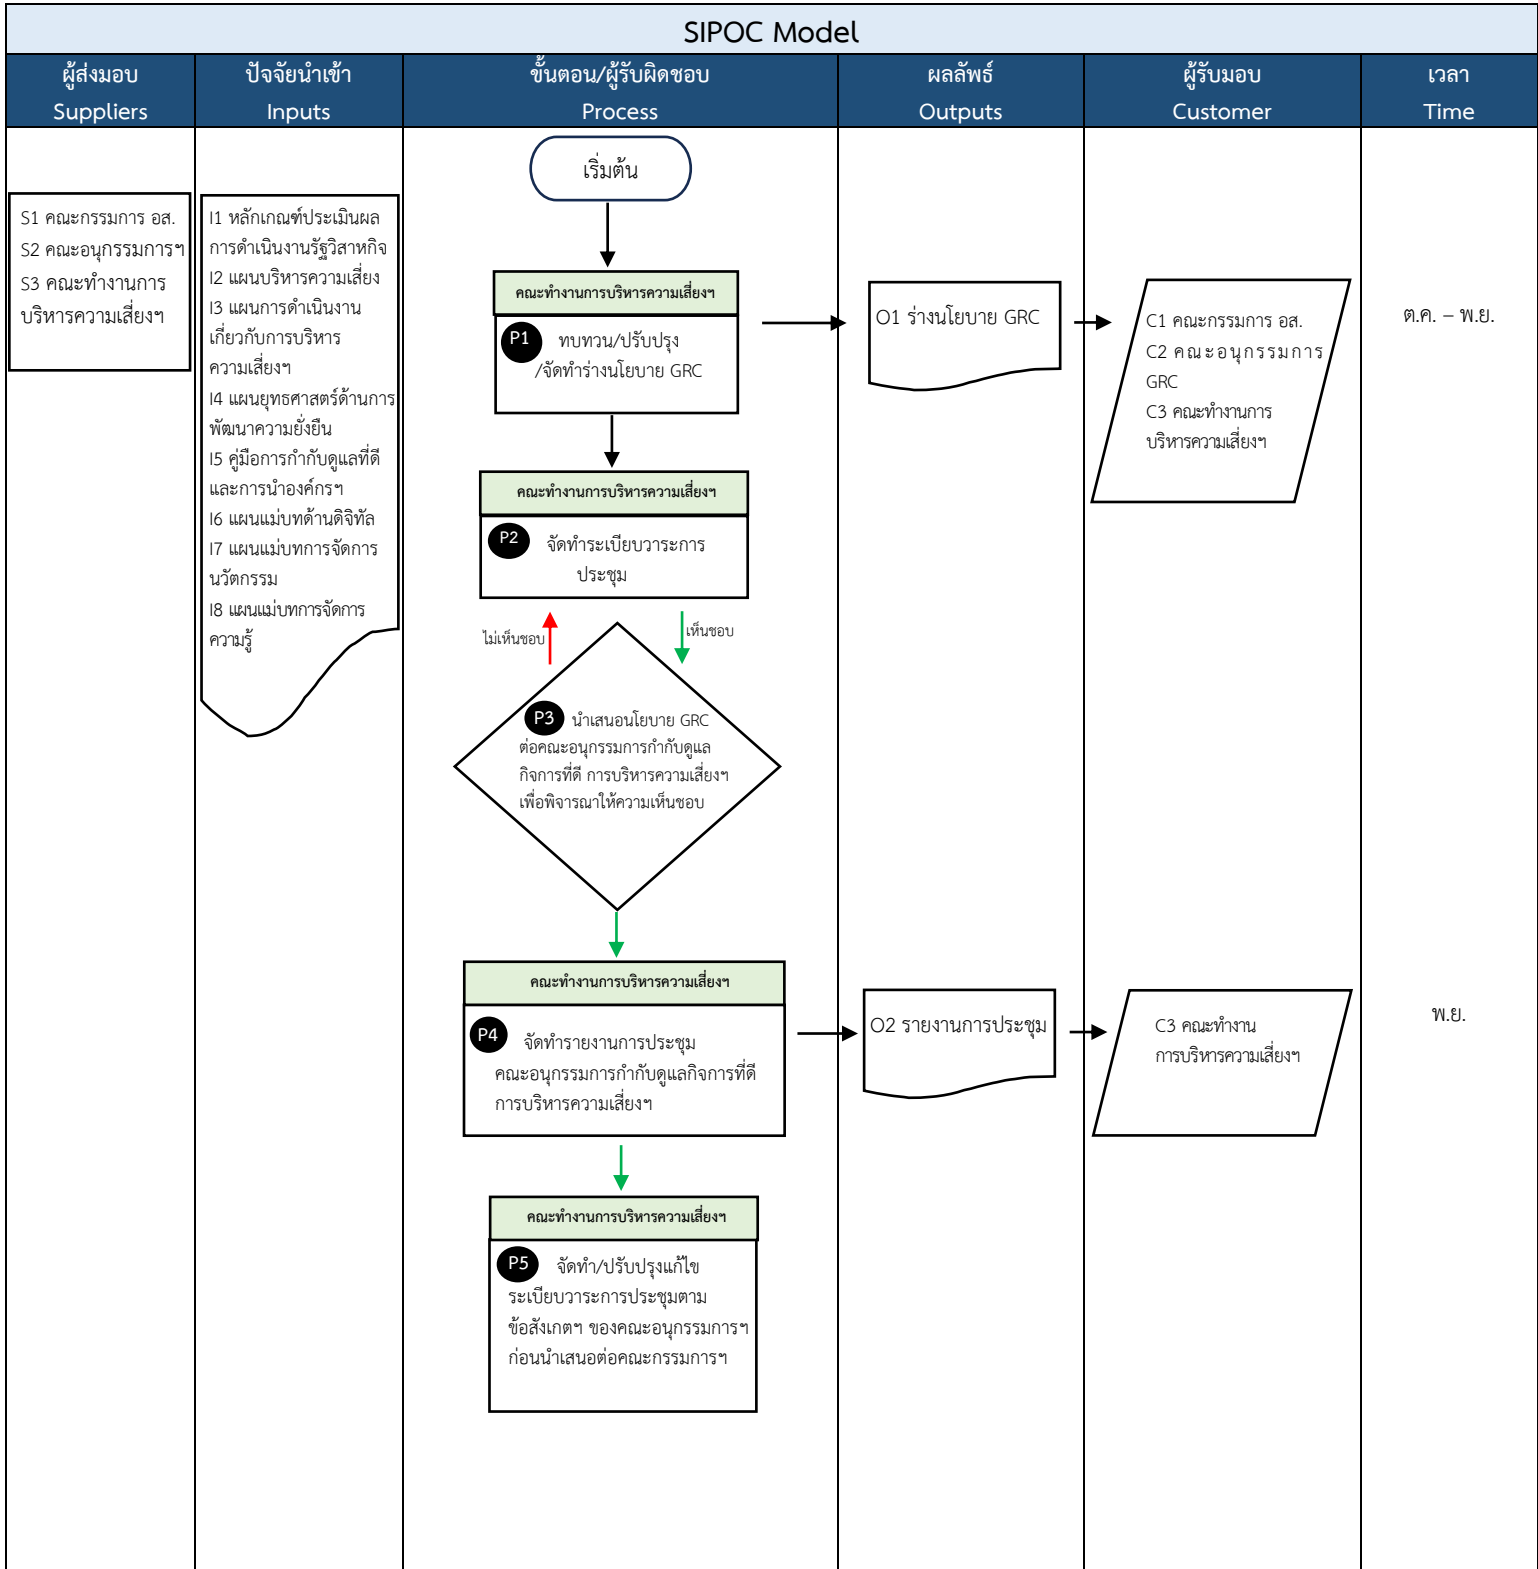 SIPOC Model
ผู้ส่งมอบ
Suppliers
ปัจจัยนำเข้า
Inputs
ขั้นตอน/ผู้รับผิดชอบ
Process
ผลลัพธ์
Outputs
ผู้รับมอบ
Customer
เวลา
Time
S1 คณะกรรมการ อส.
S2 คณะอนุกรรมการฯ
S3 คณะทำงานการ
บริหารความเสี่ยงฯ
I1 หลักเกณฑ์ประเมินผล
การดำเนินงานรัฐวิสาหกิจ
I2 แผนบริหารความเสี่ยง
I3 แผนการดำเนินงาน
เกี่ยวกับการบริหาร
ความเสี่ยงฯ
I4 แผนยุทธศาสตร์ด้านการ
พัฒนาความยั่งยืน
I5 คู่มือการกำกับดูแลที่ดี
และการนำองค์กรฯ
I6 แผนแม่บทด้านดิจิทัล
I7 แผนแม่บทการจัดการ
นวัตกรรม
I8 แผนแม่บทการจัดการ
ความรู้
เริ่มต้น
คณะทำงานการบริหารความเสี่ยงฯ
P1 ทบทวน/ปรับปรุง
/จัดทำร่างนโยบาย GRC
O1 ร่างนโยบาย GRC
C1 คณะกรรมการ อส.
C2 คณะอนุกรรมการ
GRC
C3 คณะทำงานการ
บริหารความเสี่ยงฯ
ต.ค. – พ.ย.
คณะทำงานการบริหารความเสี่ยงฯ
P2 จัดทำระเบียบวาระการ
ประชุม
ไม่เห็นชอบ
เห็นชอบ
P3 นำเสนอนโยบาย GRC
ต่อคณะอนุกรรมการกำกับดูแล
กิจการที่ดี การบริหารความเสี่ยงฯ
เพื่อพิจารณาให้ความเห็นชอบ
คณะทำงานการบริหารความเสี่ยงฯ
P4 จัดทำรายงานการประชุม
คณะอนุกรรมการกำกับดูแลกิจการที่ดี
การบริหารความเสี่ยงฯ
O2 รายงานการประชุม
C3 คณะทำงาน
การบริหารความเสี่ยงฯ
พ.ย.
คณะทำงานการบริหารความเสี่ยงฯ
P5 จัดทำ/ปรับปรุงแก้ไข
ระเบียบวาระการประชุมตาม
ข้อสังเกตฯ ของคณะอนุกรรมการฯ
ก่อนนำเสนอต่อคณะกรรมการฯ